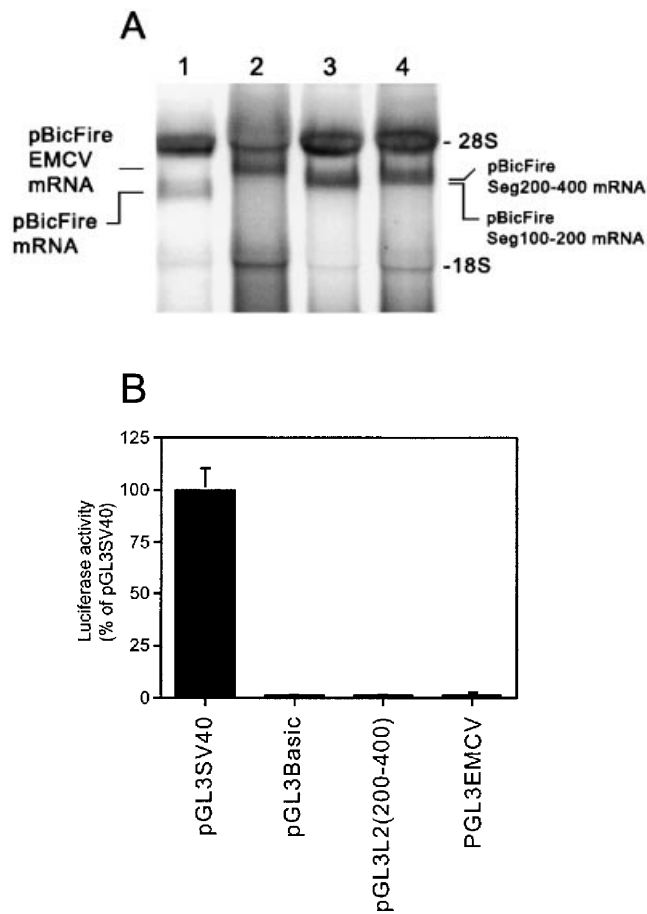 A
1 2 3 4
pBicFire
EMCV
mRNA
pBicFire
mRNA
- 28S
pBicFire
Seg200-400 mRNA
pBicFire
Seg100-200 mRNA
-18S
B
Luciferase activity
(% of pGL3SV40)
125
100
75
50
25
0
pGL3SV40
pGL3Basic
pGL3L2(200-400)
PGL3EMCV